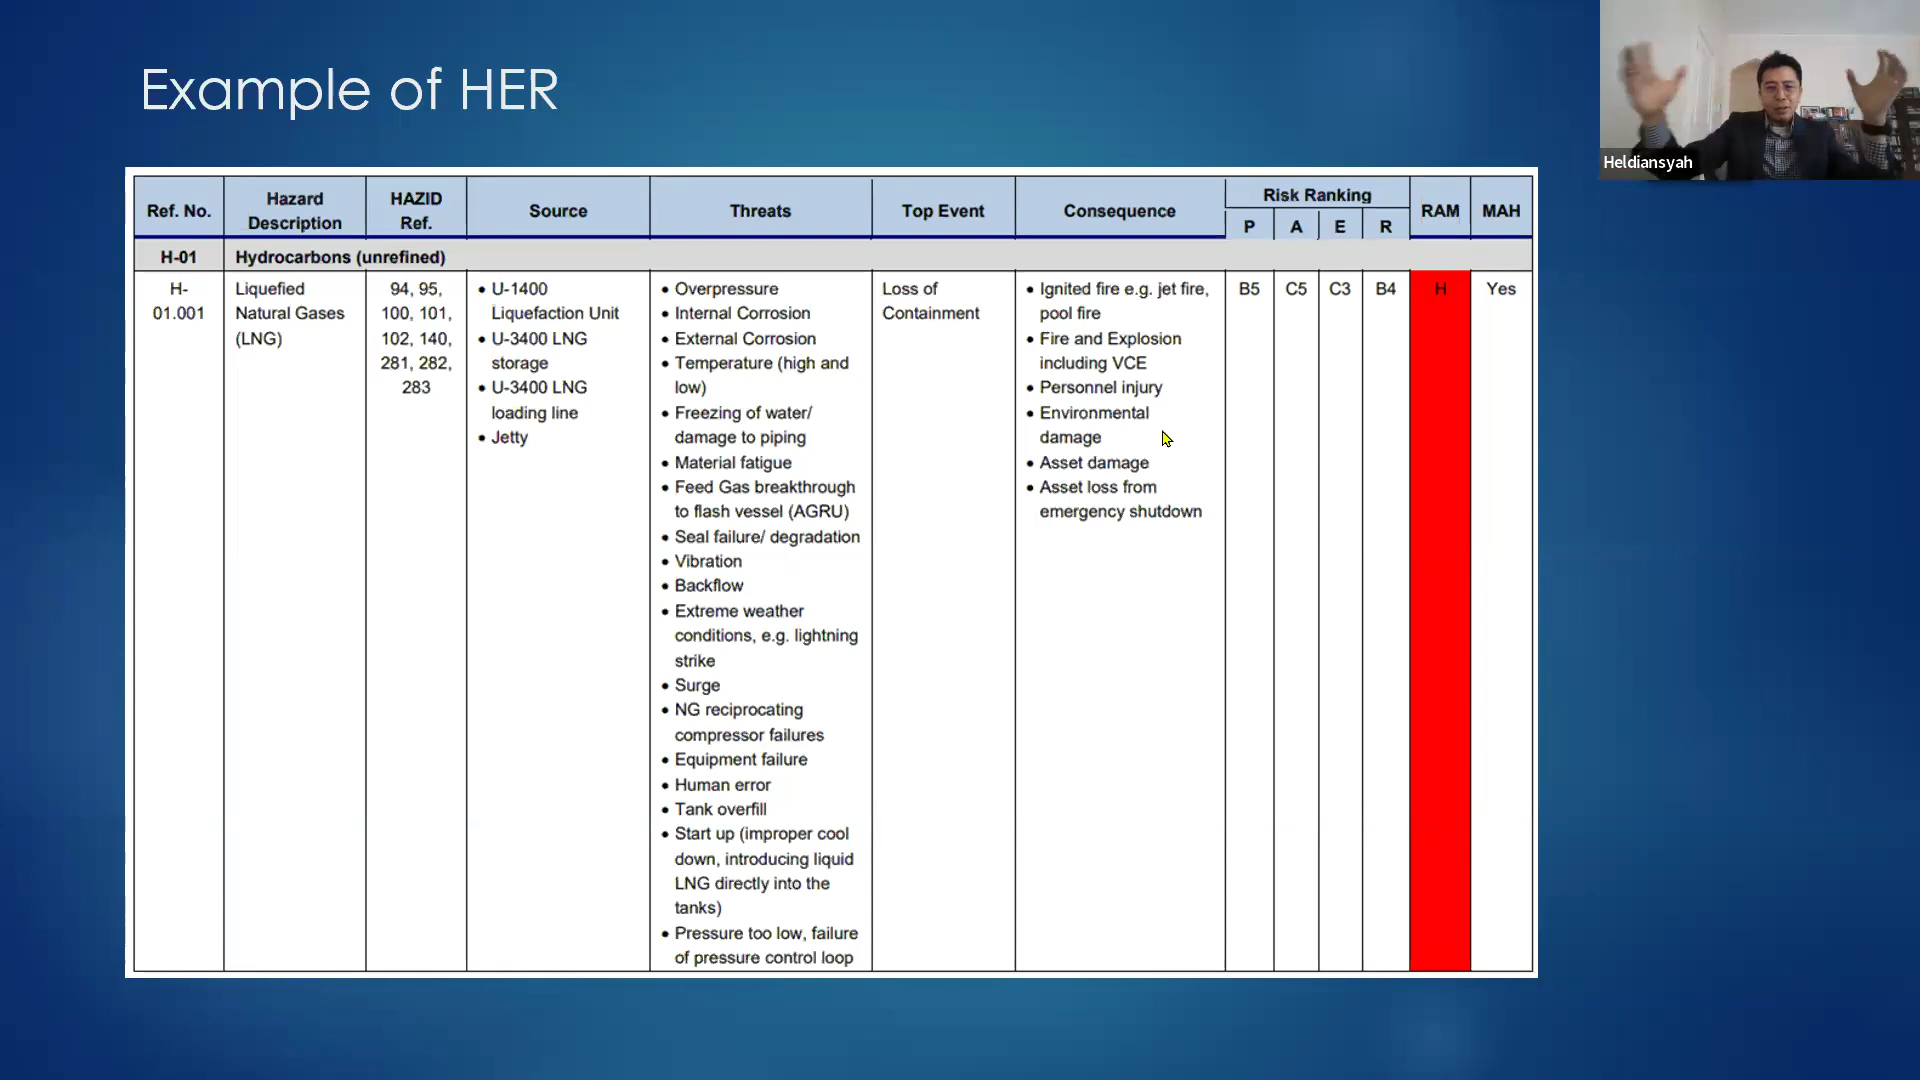 Example of HER
Heldiansyah
Ref. No.
Hazard
Description
HAZID
Ref.
Source
Threats
Top Event
Consequence
Risk Ranking
P
A
E
R
RAM
MAH
H-01
Hydrocarbons (unrefined)
H-
01.001
Liquefied
Natural Gases
(LNG)
94, 95,
100, 101,
102, 140,
281, 282,
283
• U-1400
Liquefaction Unit
• U-3400 LNG
storage
• U-3400 LNG
loading line
• Jetty
• Overpressure
• Internal Corrosion
• External Corrosion
• Temperature (high and
low)
• Freezing of water/
damage to piping
• Material fatigue
• Feed Gas breakthrough
to flash vessel (AGRU)
• Seal failure/ degradation
• Vibration
• Backflow
• Extreme weather
conditions, e.g. lightning
strike
• Surge
• NG reciprocating
compressor failures
• Equipment failure
• Human error
• Tank overfill
• Start up (improper cool
down, introducing liquid
LNG directly into the
tanks)
• Pressure too low, failure
of pressure control loop
Loss of
Containment
• Ignited fire e.g. jet fire,
pool fire
• Fire and Explosion
including VCE
• Personnel injury
• Environmental
damage
• Asset damage
• Asset loss from
emergency shutdown
B5
C5
C3
B4
H
Yes